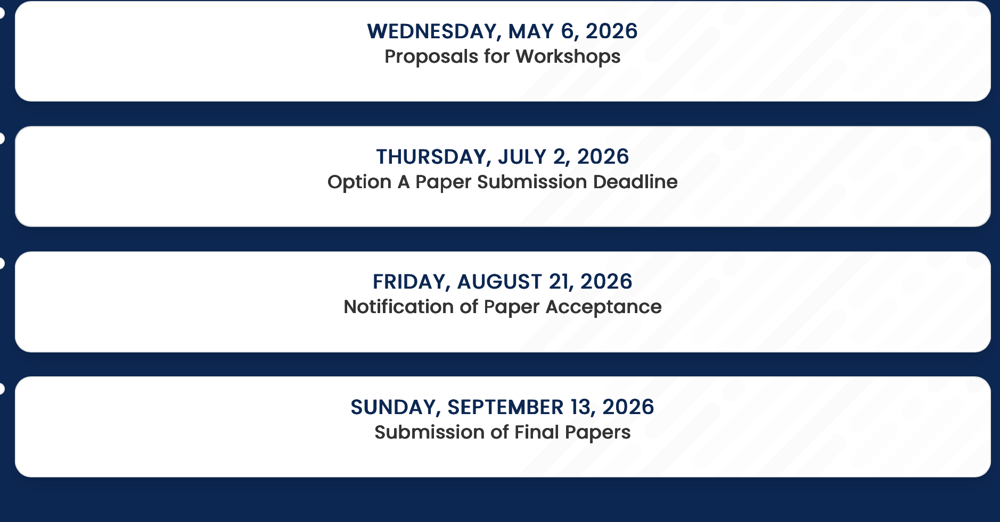 WEDNESDAY, MAY 6, 2026
Proposals for Workshops
THURSDAY, JULY 2, 2026
Option A Paper Submission Deadline
FRIDAY, AUGUST 21, 2026
Notification of Paper Acceptance
SUNDAY, SEPTEMBER 13, 2026
Submission of Final Papers